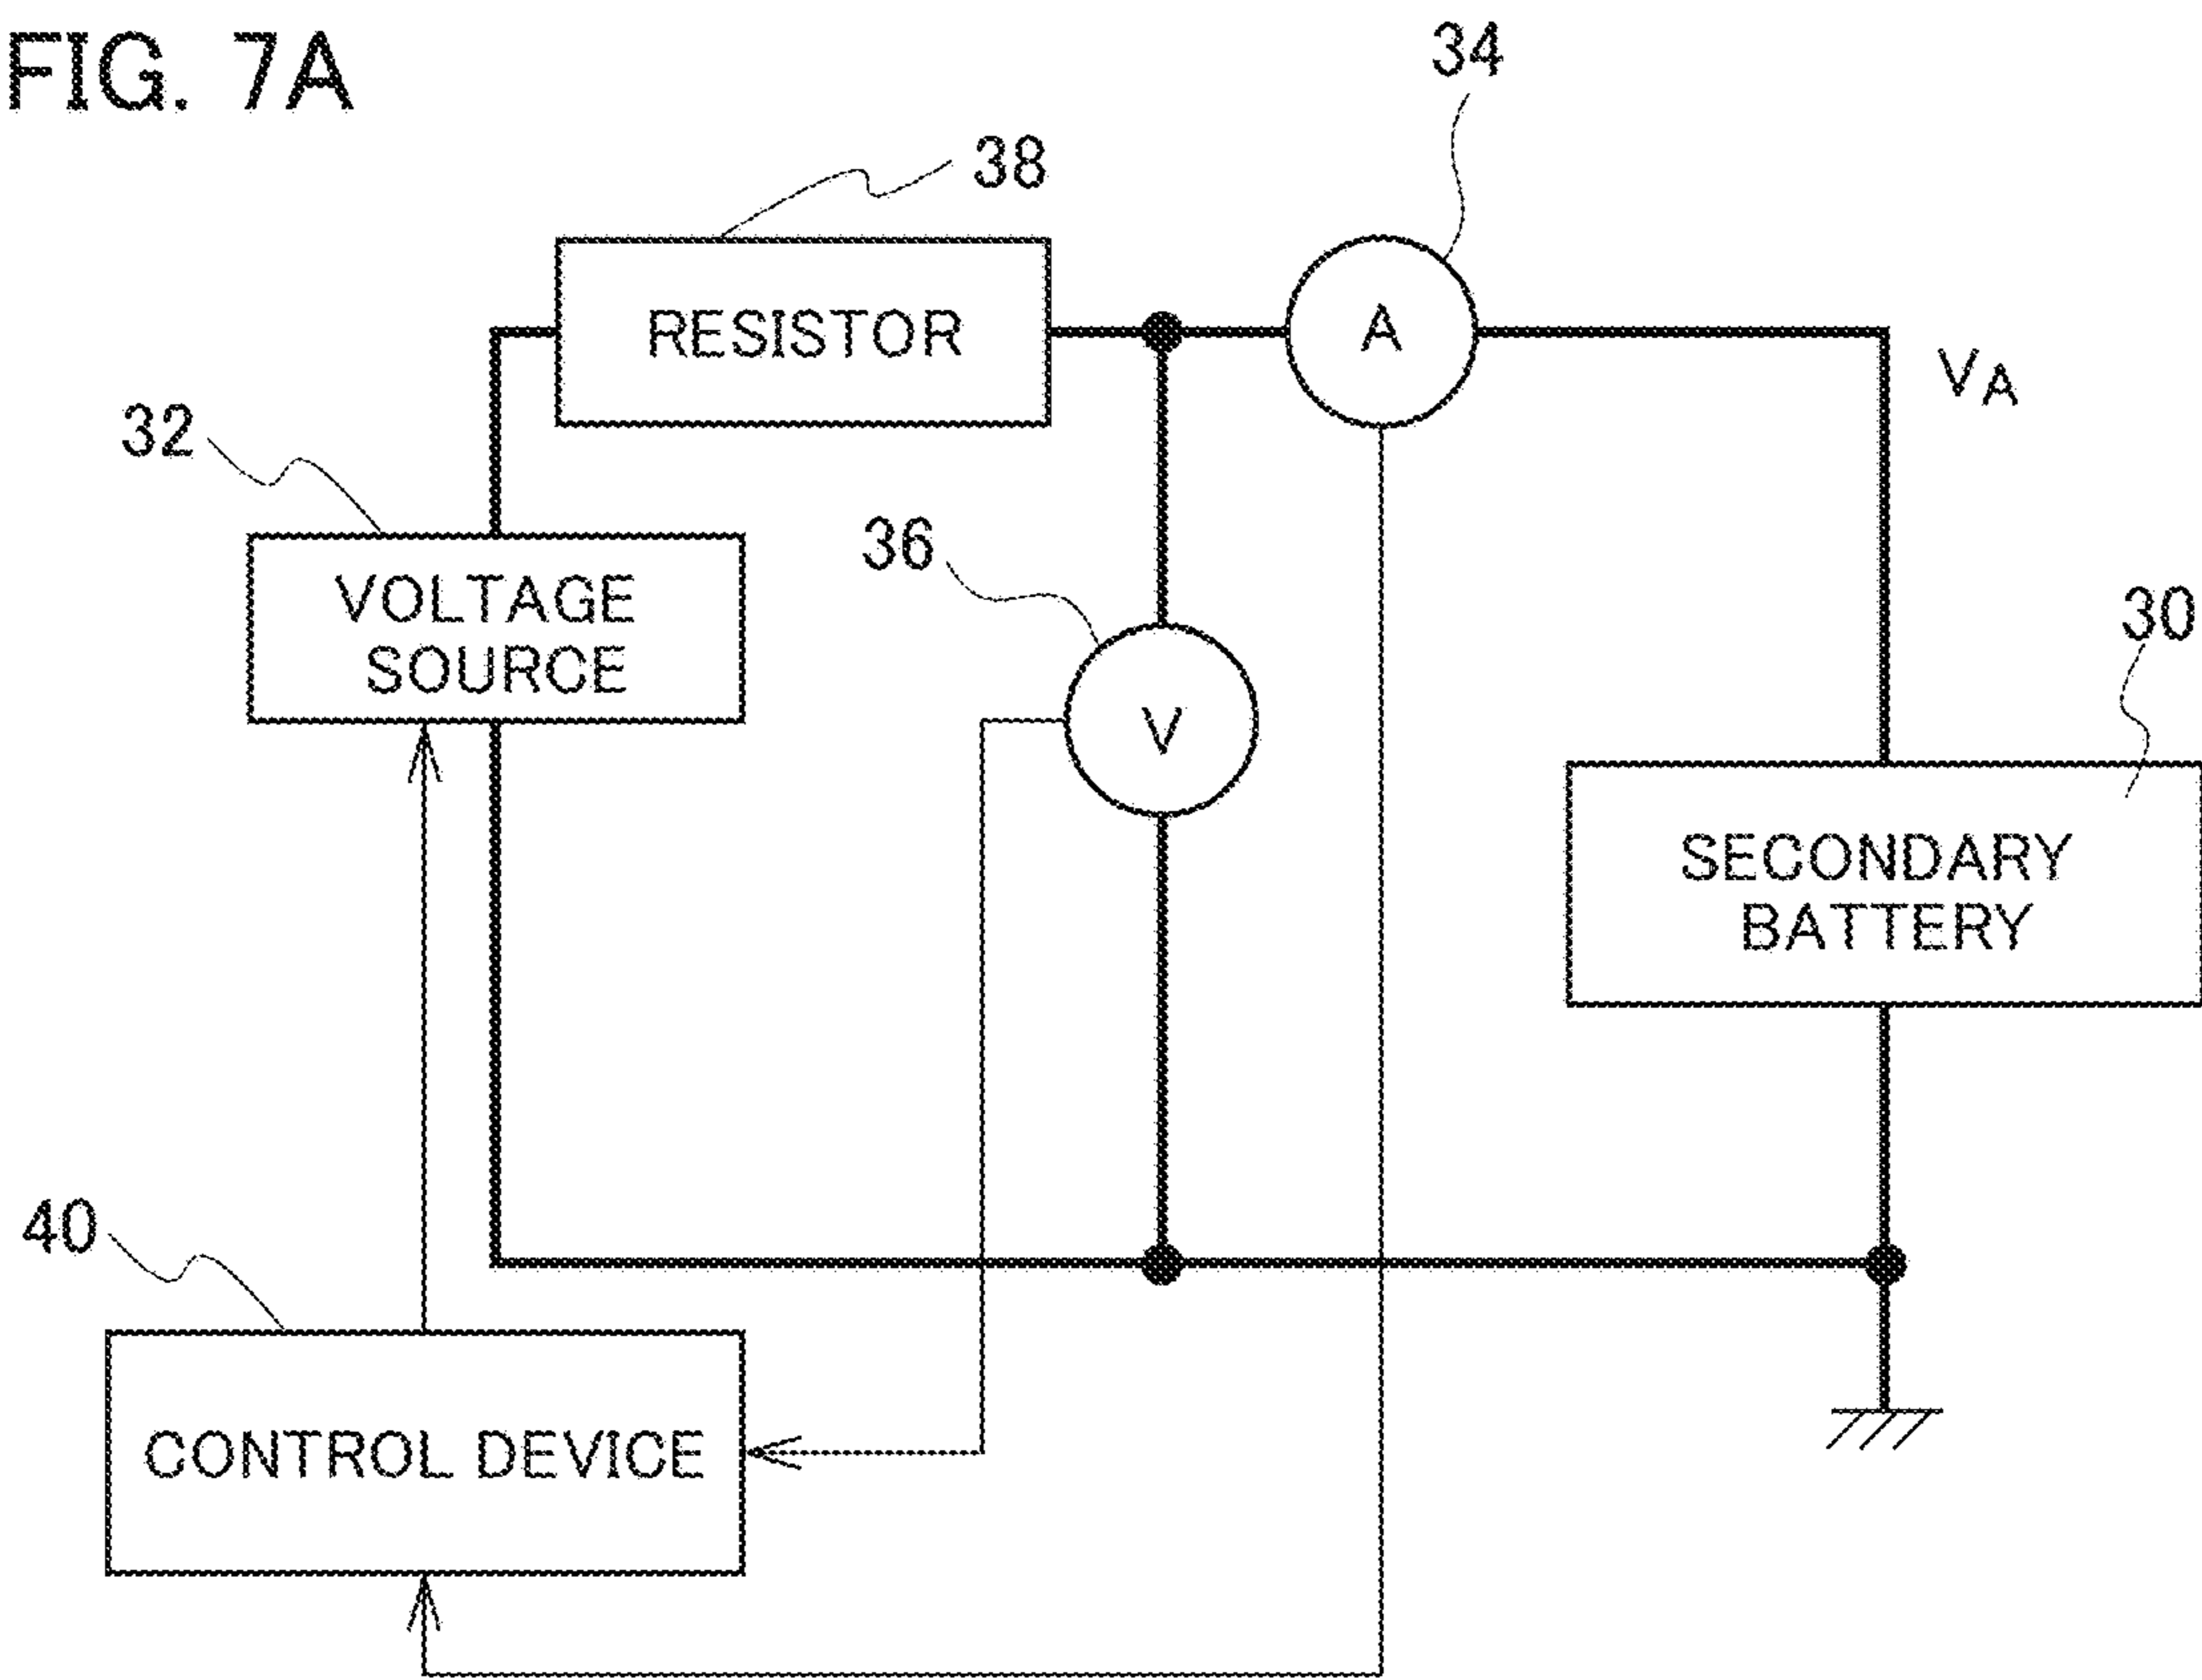 FIG. 7A
34
38
RESISTOR
A
VA
32
36
VOLTAGE
SOURCE
30
V
SECONDARY
BATTERY
40
CONTROL DEVICE